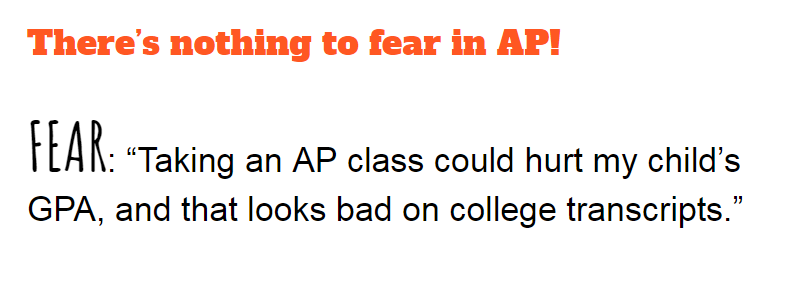 There’s nothing to fear in AP!
FEAR: “Taking an AP class could hurt my child’s
GPA, and that looks bad on college transcripts.”